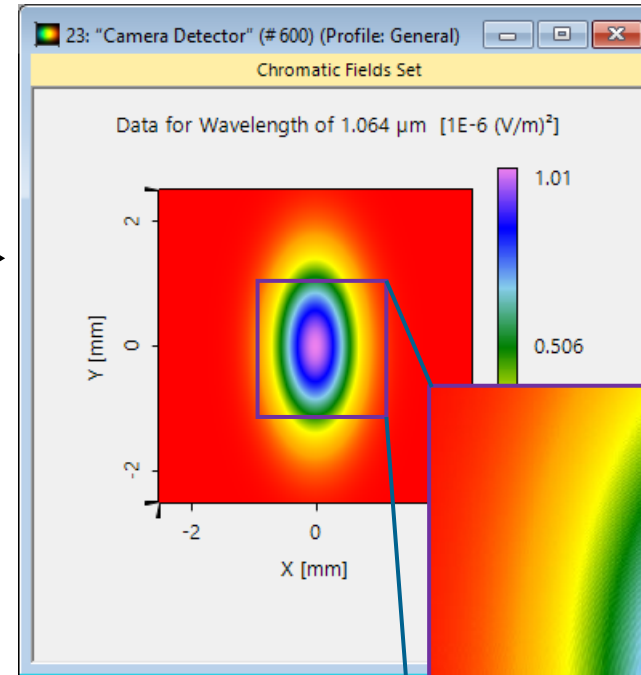 23: "Camera Detector" (# 600) (Profile: General)
Chromatic Fields Set
Data for Wavelength of 1.064 µm [1E-6 (V/m)²]
1.01
2
0
0.506
Y [mm]
-2
-2
0
X [mm]